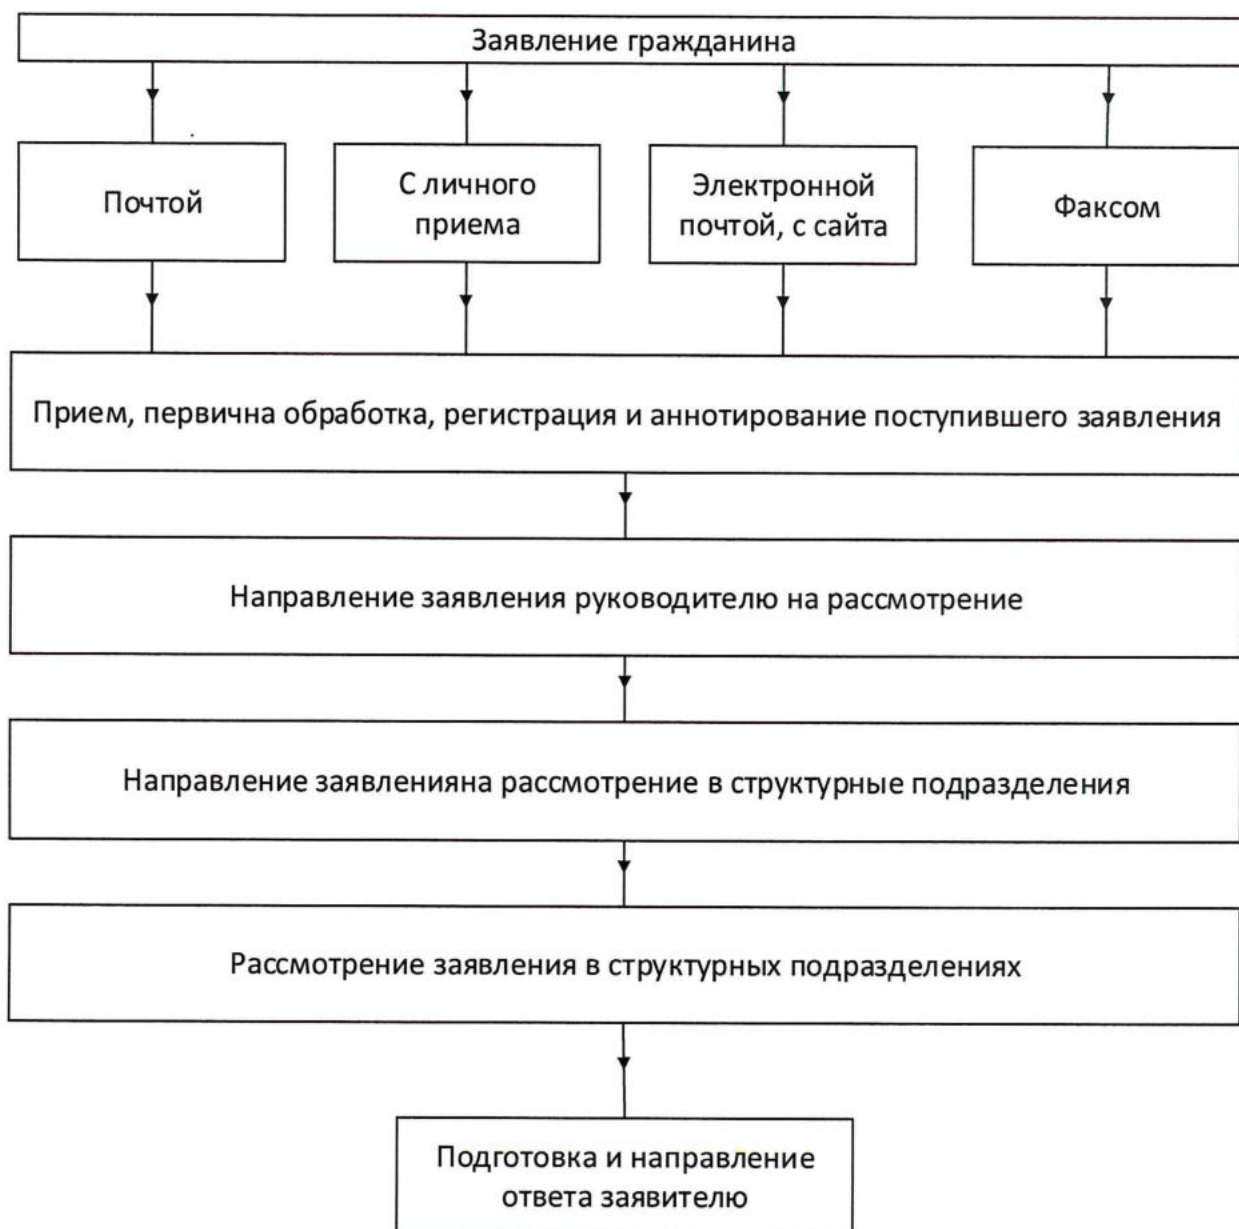 Заявление гражданина
Почтой
С личного
приема
Электронной
почтой, с сайта
Факсом
Прием, первична обработка, регистрация и аннотирование поступившего заявления
Направление заявления руководителю на рассмотрение
Направление заявленияна рассмотрение в структурные подразделения
Рассмотрение заявления в структурных подразделениях
Подготовка и направление
ответа заявителю